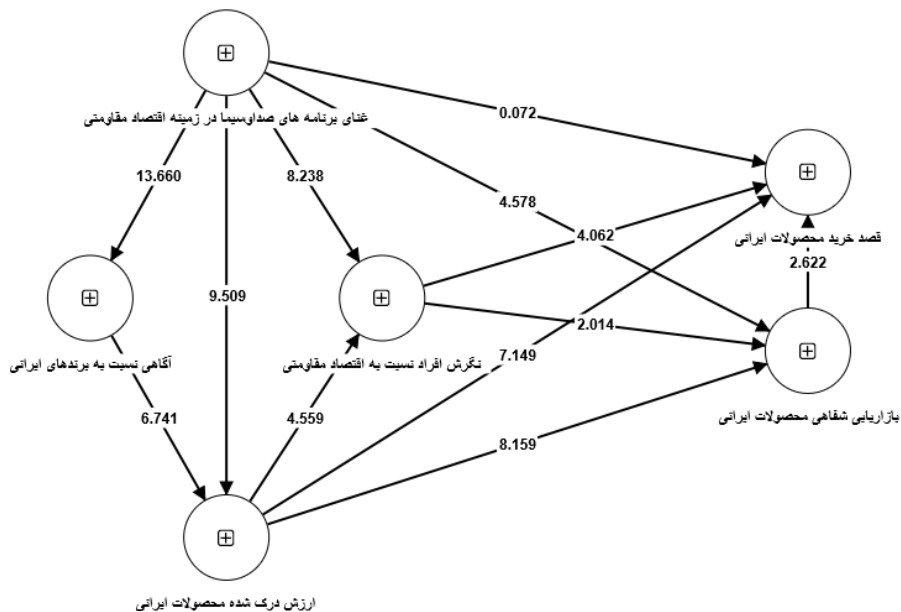 غنای برنامه های صداوسیما در زمینه اقتصاد مقاومتی
0.072
13.660
8.238
4.578
4.062
قصد خرید محصولات ایرانی
2.622
9.509
2.014
7.149
آگاهی نسبت به برندهای ایرانی
نگرش افراد نسبت به اقتصاد مقاومتی
6.741
4.559
بازاریابی شفاهی محصولات ایرانی
8.159
ارزش درک شده محصولات ایرانی